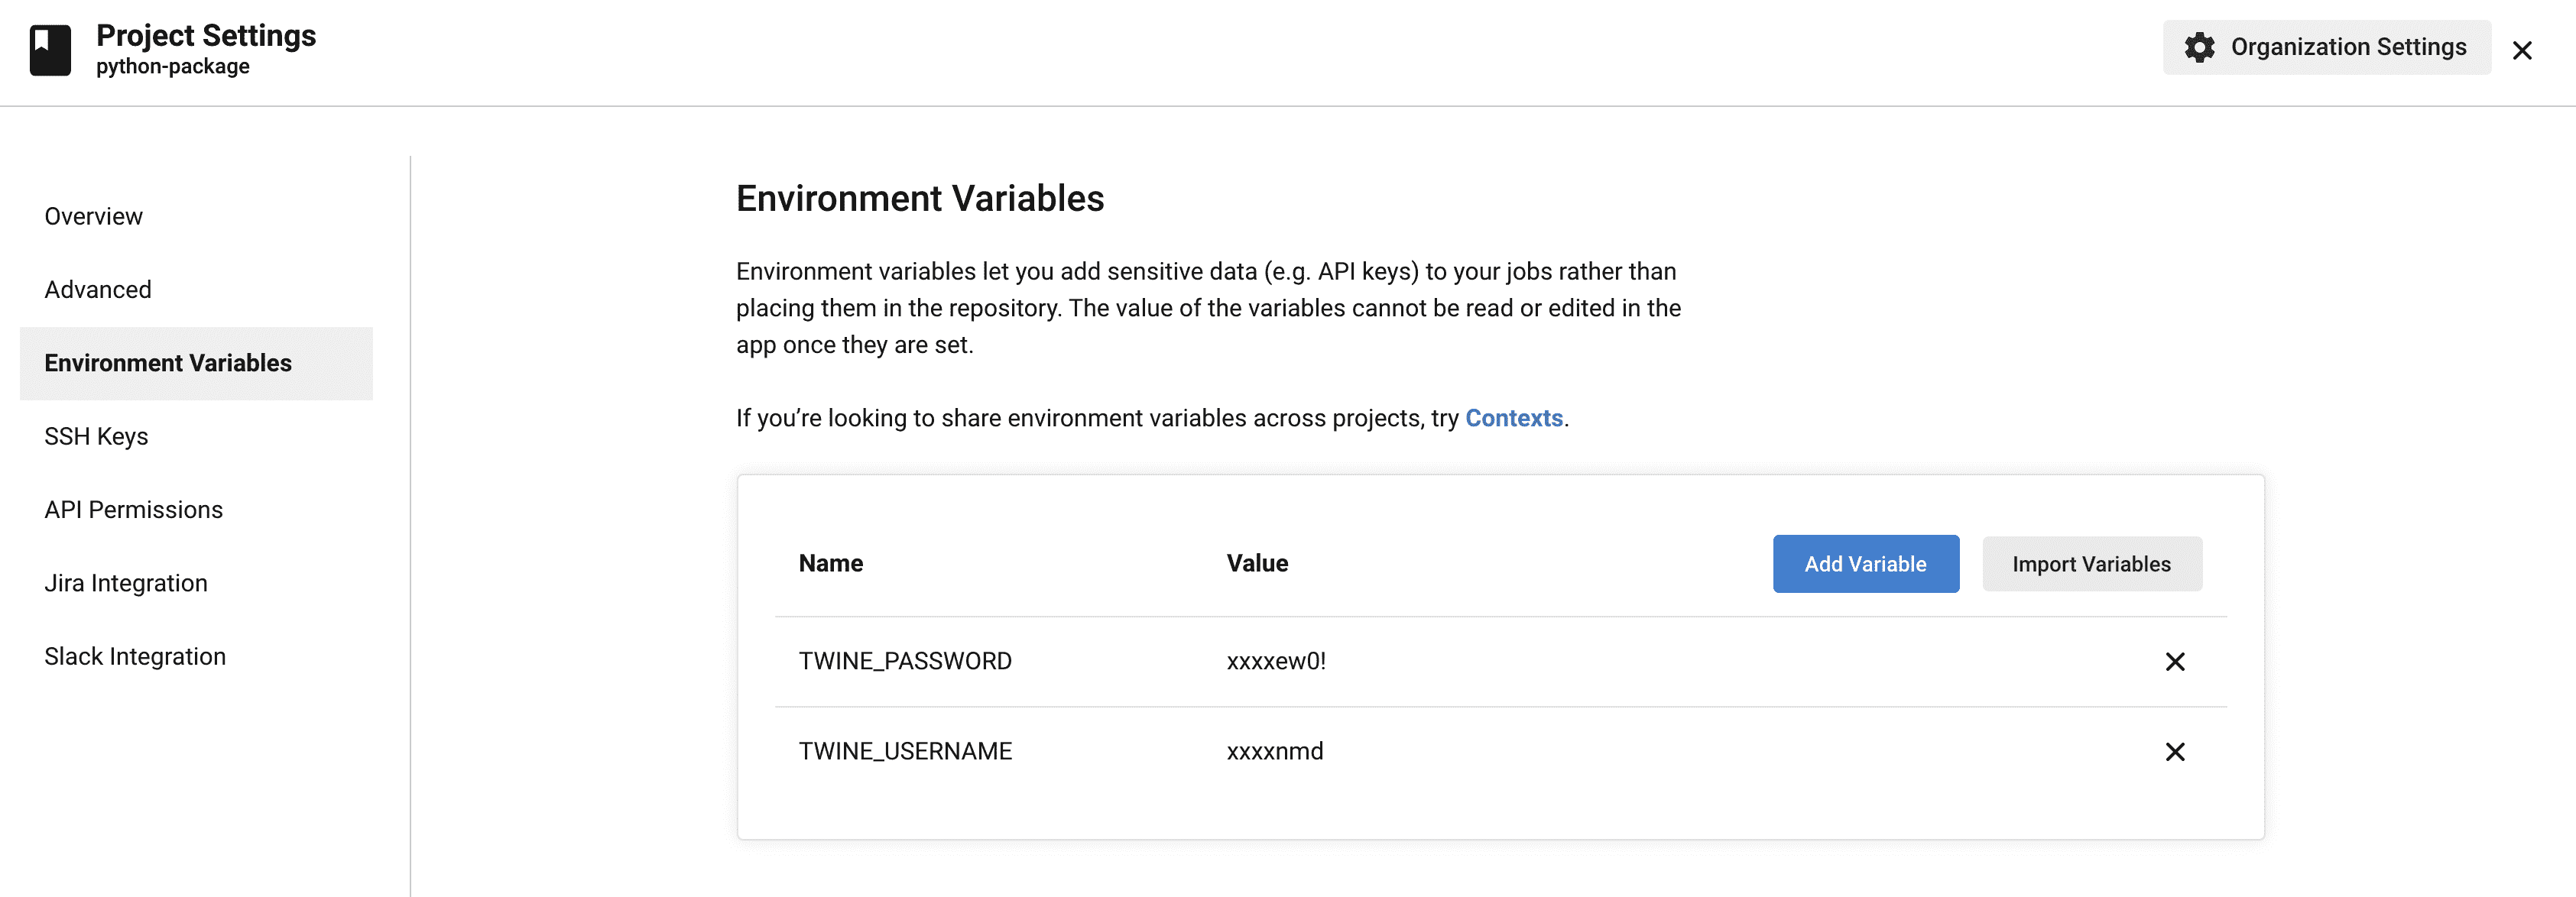 Project Settings
python-package
Organization Settings
Overview
Advanced
Environment Variables
SSH Keys
API Permissions
Jira Integration
Slack Integration
Environment Variables
Environment variables let you add sensitive data (e.g. API keys) to your jobs rather than
placing them in the repository. The value of the variables cannot be read or edited in the
app once they are set.
If you’re looking to share environment variables across projects, try Contexts.
Name Value Add Variable Import Variables
TWINE_PASSWORD xxxxew0!
TWINE_USERNAME xxxxnmd